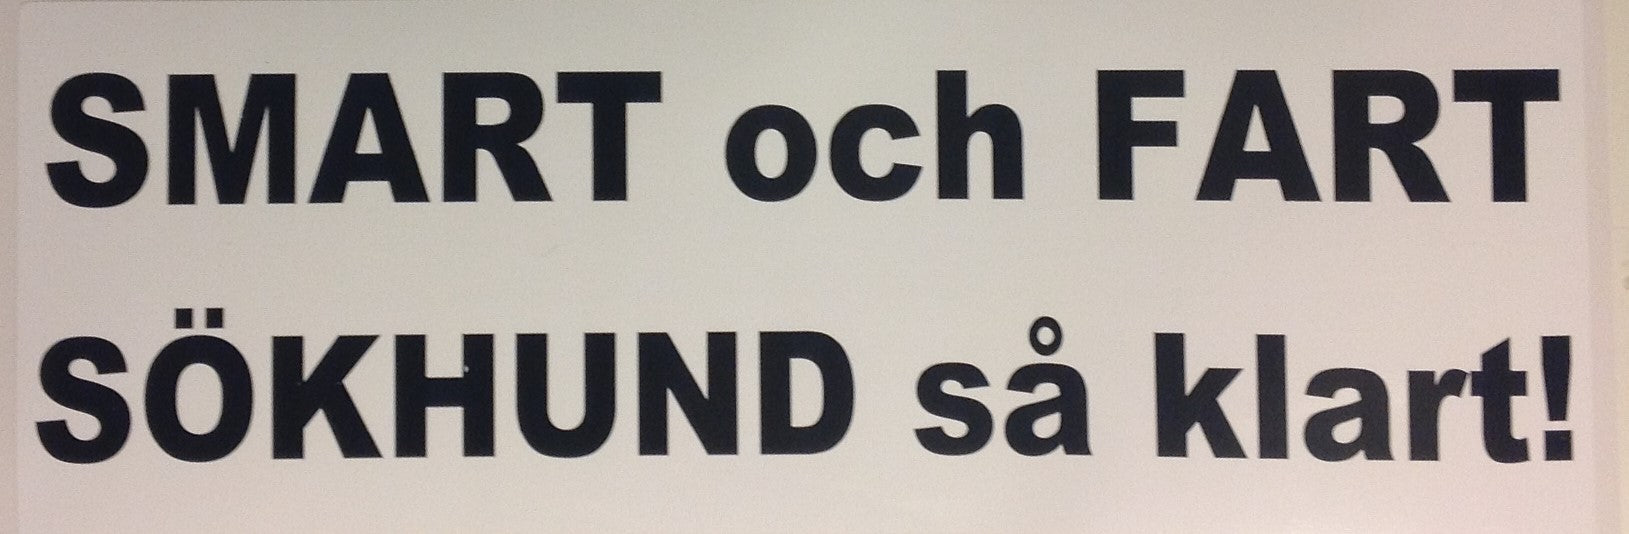 SMART och FART
SÖKHUND så klart!